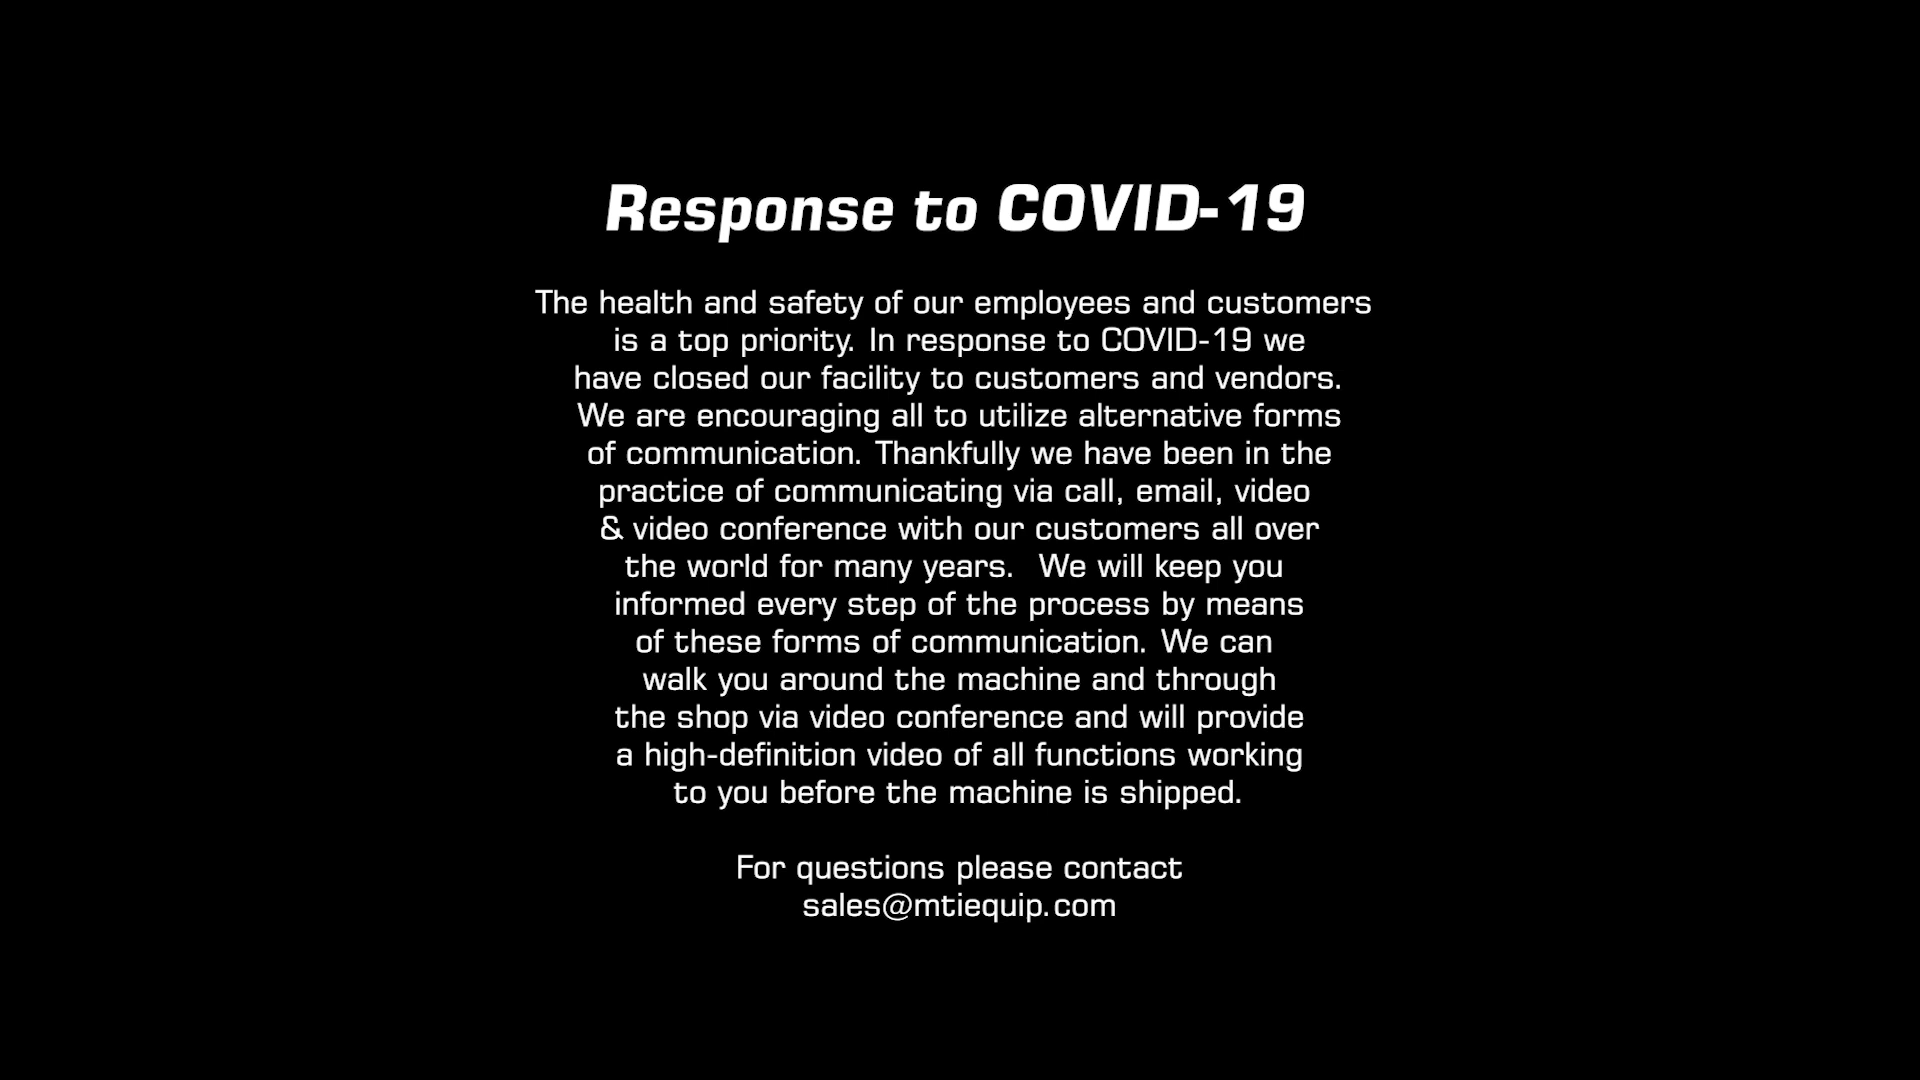 Response to COVID-19
The health and safety of our employees and customers
is a top priority. In response to COVID-19 we
have closed our facility to customers and vendors.
We are encouraging all to utilize alternative forms
of communication. Thankfully we have been in the
practice of communicating via call, email, video
& video conference with our customers all over
the world for many years.  We will keep you
informed every step of the process by means
of these forms of communication. We can
walk you around the machine and through
the shop via video conference and will provide
a high-definition video of all functions working
to you before the machine is shipped.
For questions please contact
sales@mtiequip.com